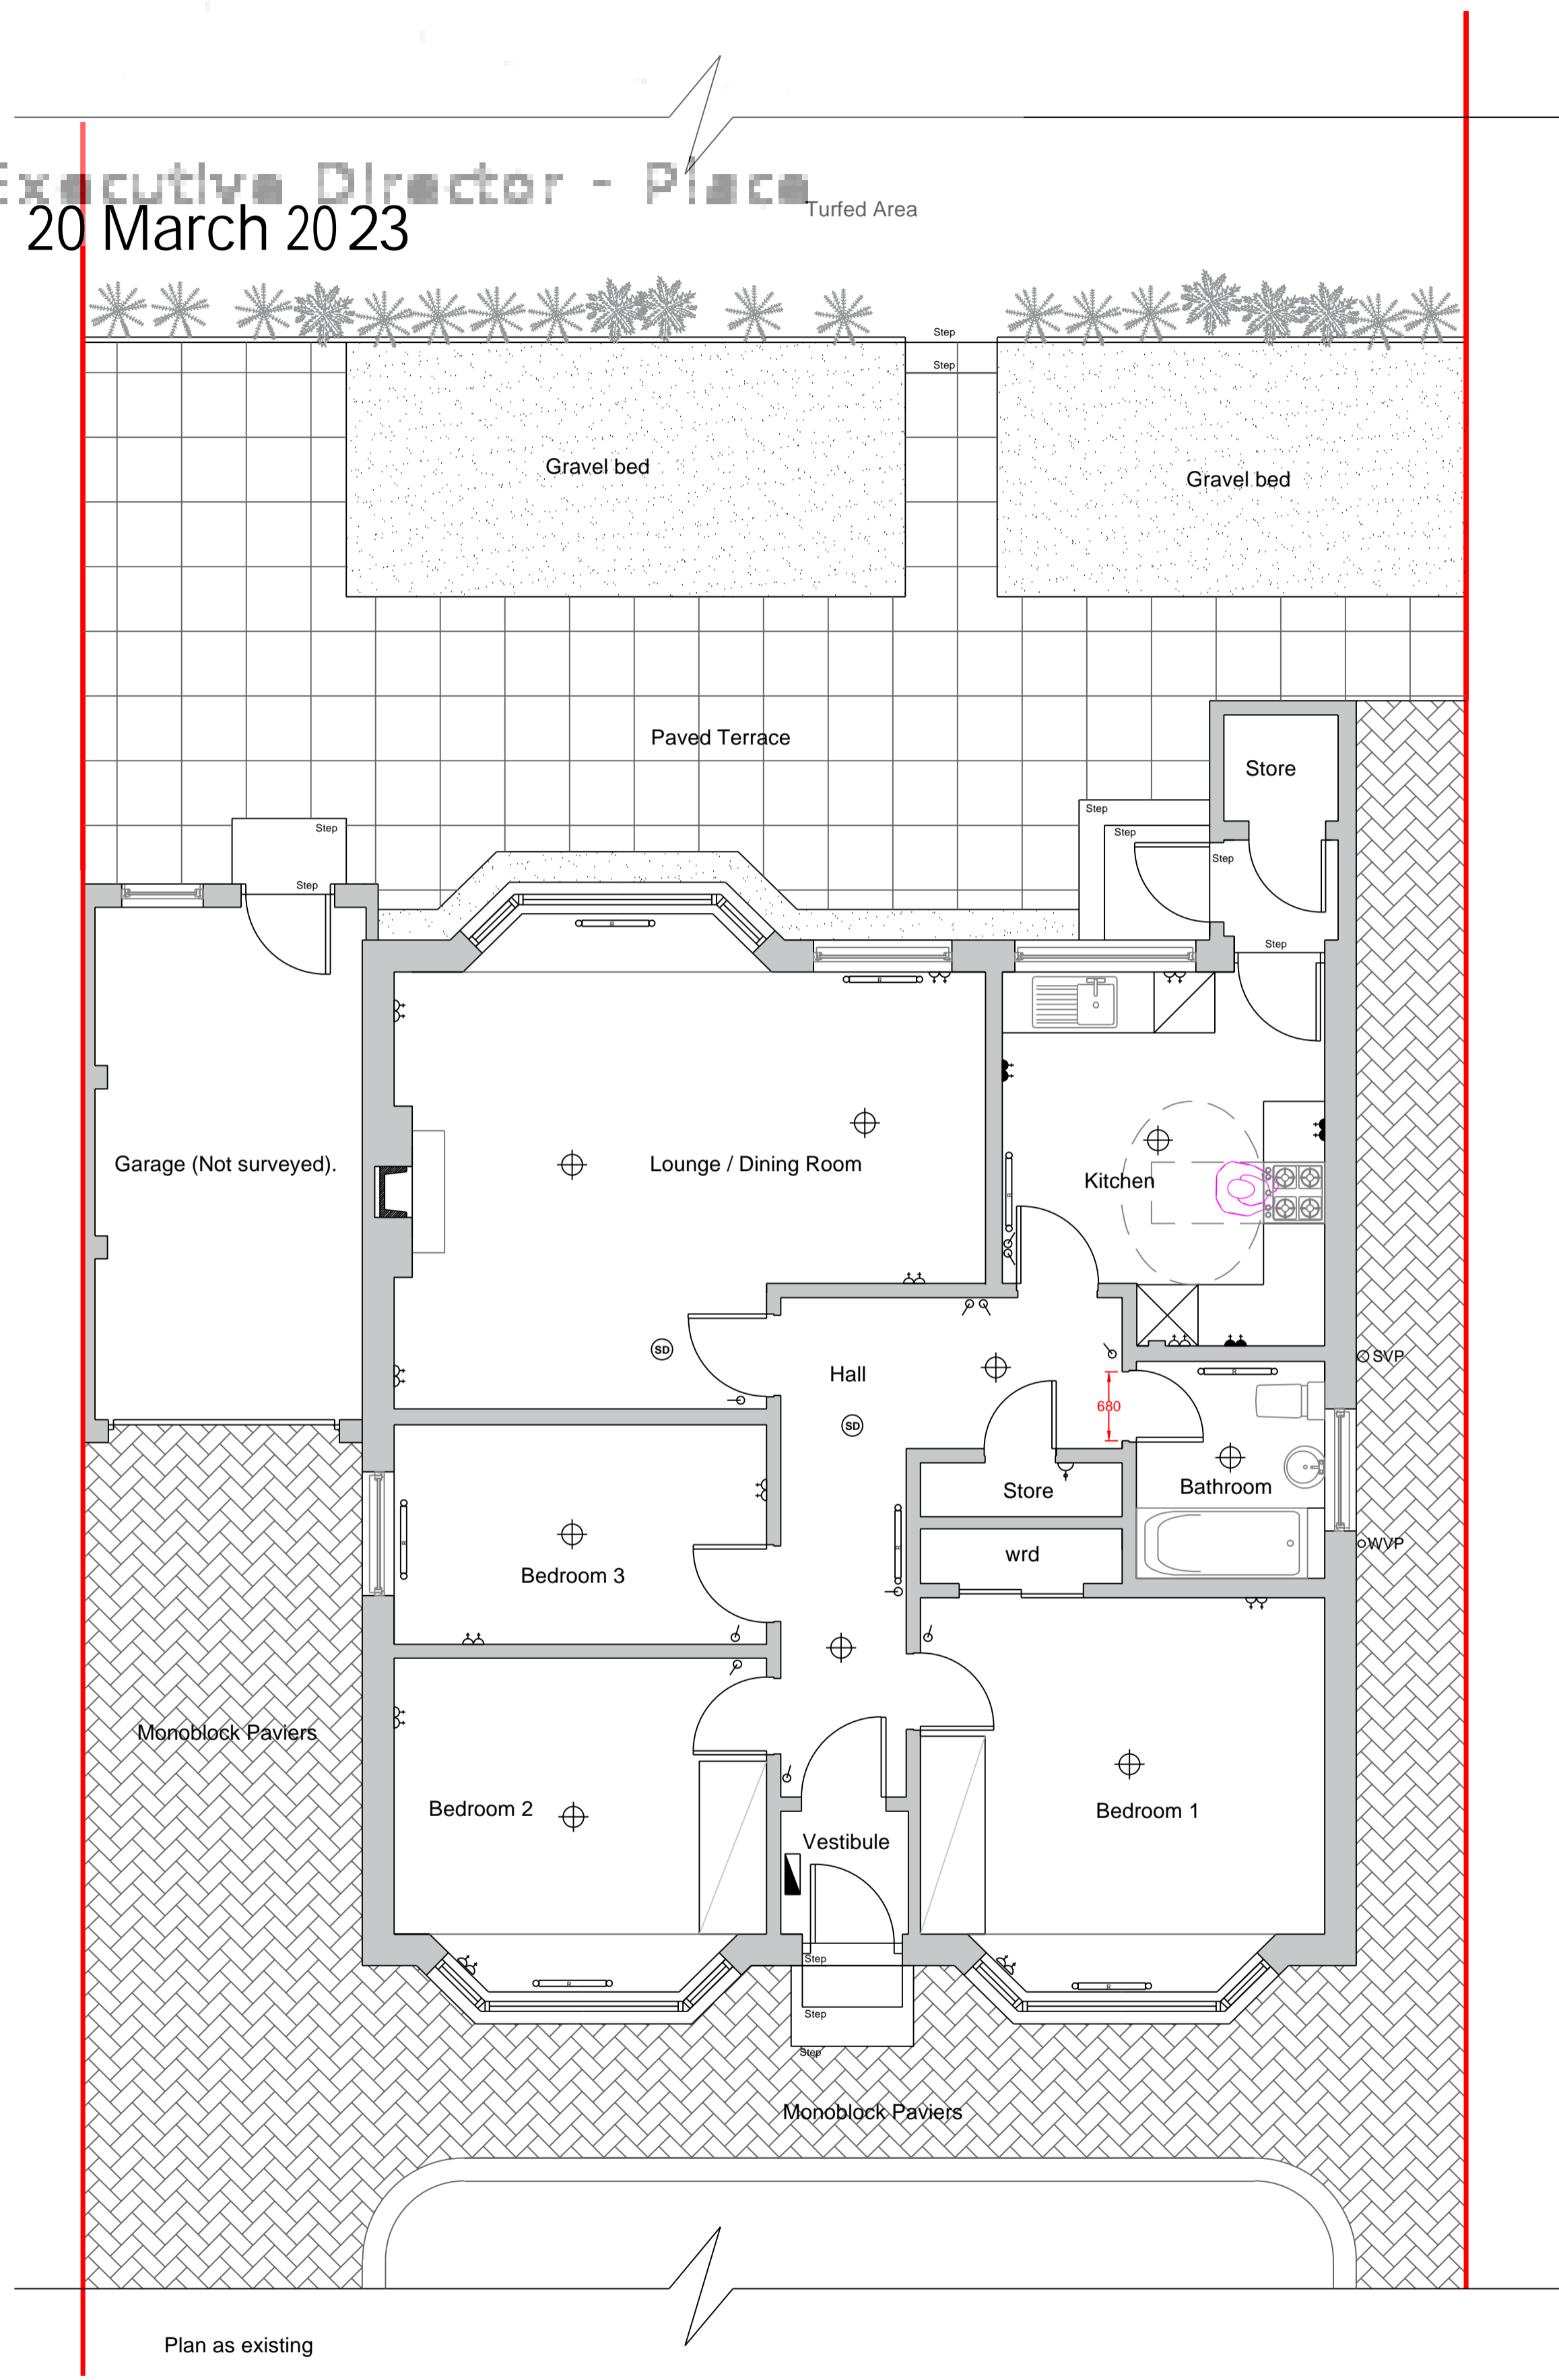 Executive Director - Place
20 March 2023
Turfed Area
Step
Step
Gravel bed
Gravel bed
Paved Terrace
Store
Step
Step
Step
Step
Step
Step
R
R
Garage (Not surveyed).
Lounge / Dining Room
Kitchen
R
SD
Hall
SVP
R
680
SD
Bathroom
Store
R
R
WVP
wrd
Bedroom 3
Monoblock Paviers
Bedroom 2
Bedroom 1
Vestibule
Step
R
R
Step
Step
Monoblock Paviers
Plan as existing